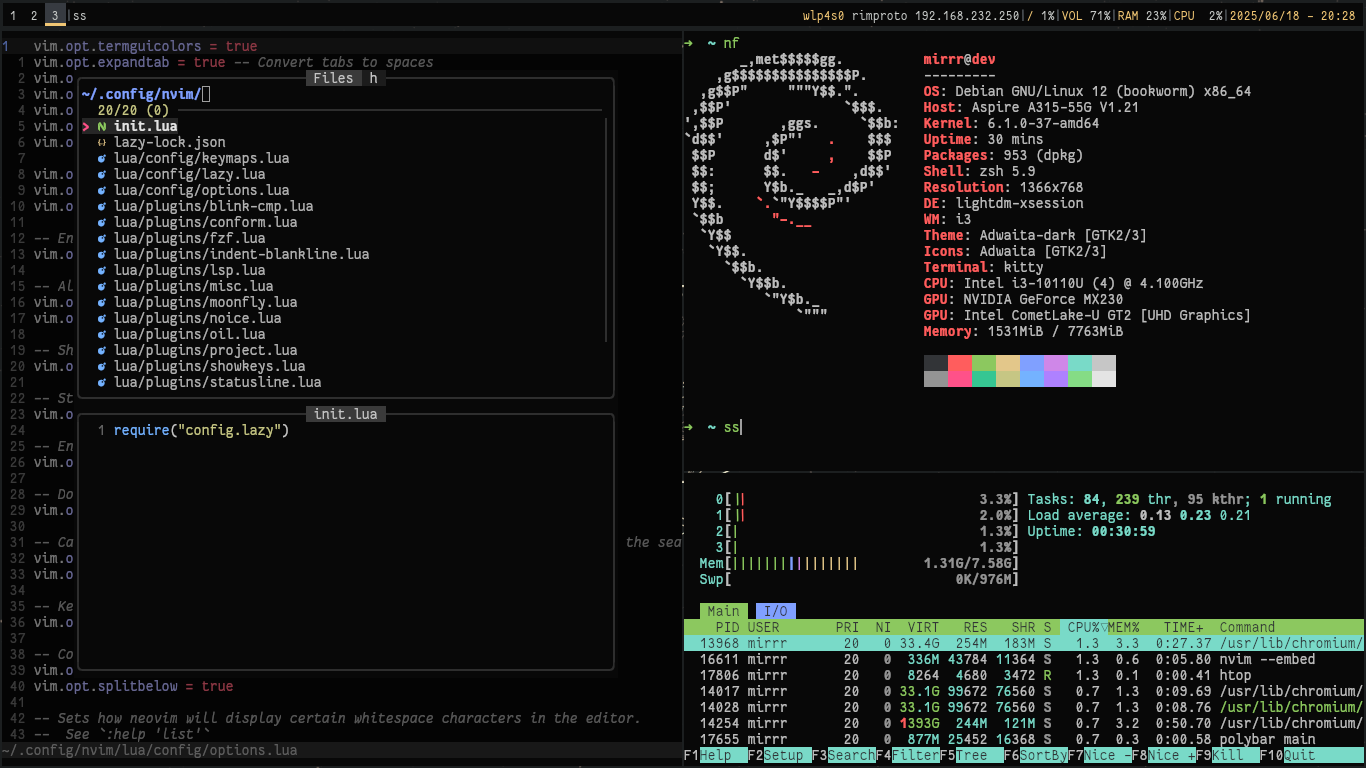 1 2 3 |ss
wlp4s0 rimproto 192.168.232.250|/ 1%|VOL 71%|RAM 23%|CPU 2%|2025/06/18 - 20:28
1 vim.opt.termguicolors = true
1 vim.opt.expandtab = true -- Convert tabs to spaces
2 vim.o
3 vim.o
4 vim.o
5 vim.o
6 vim.o
7
8 vim.o
9 vim.o
10 vim.o
11
12 -- En
13 vim.o
14
15 -- Al
16 vim.o
17 vim.o
18
19 -- Sh
20 vim.o
21
22 -- St
23 vim.o
24
25 -- En
26 vim.o
27
28 -- Do
29 vim.o
30
31 -- Ca the sea
32 vim.o
33 vim.o
34
35 -- Ke
36 vim.o
37
38 -- Co
39 vim.o
40 vim.opt.splitbelow = true
41
42 -- Sets how neovim will display certain whitespace characters in the editor.
43 --  See `:help 'list'`
~/.config/nvim/lua/config/options.lua
Files h
~/.config/nvim/
20/20 (0)
> init.lua
{} lazy-lock.json
lua/config/keymaps.lua
lua/config/lazy.lua
lua/config/options.lua
lua/plugins/blink-cmp.lua
lua/plugins/conform.lua
lua/plugins/fzf.lua
lua/plugins/indent-blankline.lua
lua/plugins/lsp.lua
lua/plugins/misc.lua
lua/plugins/moonfly.lua
lua/plugins/noice.lua
lua/plugins/oil.lua
lua/plugins/project.lua
lua/plugins/showkeys.lua
lua/plugins/statusline.lua
init.lua
1 require("config.lazy")
➜ ~ nf
_,met$$$$$gg.
,g$$$$$$$$$$$$$$$P.
,g$$P"     """Y$$.".
,$$P'              `$$$.
',$$P       ,ggs.     `$$b:
`d$$'     ,$P"'   .    $$$
$$P      d$'     ,    $$P
$$:      $$.   -    ,d$$'
$$;      Y$b._   _,d$P'
Y$$.    `.`"Y$$$$P"'
`$$b      "-.__
`Y$$
`Y$$.
`$$b.
`Y$$b.
`"Y$b._
`"""
mirrr@dev
---------
OS: Debian GNU/Linux 12 (bookworm) x86_64
Host: Aspire A315-55G V1.21
Kernel: 6.1.0-37-amd64
Uptime: 30 mins
Packages: 953 (dpkg)
Shell: zsh 5.9
Resolution: 1366x768
DE: lightdm-xsession
WM: i3
Theme: Adwaita-dark [GTK2/3]
Icons: Adwaita [GTK2/3]
Terminal: kitty
CPU: Intel i3-10110U (4) @ 4.100GHz
GPU: NVIDIA GeForce MX230
GPU: Intel CometLake-U GT2 [UHD Graphics]
Memory: 1531MiB / 7763MiB
➜ ~ ss
0[|| 3.3%] Tasks: 84, 239 thr, 95 kthr; 1 running
1[|| 2.0%] Load average: 0.13 0.23 0.21
2[| 1.3%] Uptime: 00:30:59
3[| 1.3%]
Mem[|||||||||||||||| 1.31G/7.58G]
Swp[ 0K/976M]
Main I/O
PID USER PRI NI VIRT RES SHR S CPU%▽MEM% TIME+ Command
13968 mirrr 20 0 33.4G 254M 183M S 1.3 3.3 0:27.37 /usr/lib/chromium/
16611 mirrr 20 0 336M 43784 11364 S 1.3 0.6 0:05.80 nvim --embed
17806 mirrr 20 0 8264 4680 3472 R 1.3 0.1 0:00.41 htop
14017 mirrr 20 0 33.1G 99672 76560 S 0.7 1.3 0:09.69 /usr/lib/chromium/
14028 mirrr 20 0 33.1G 99672 76560 S 0.7 1.3 0:08.76 /usr/lib/chromium/
14254 mirrr 20 0 1393G 244M 121M S 0.7 3.2 0:50.70 /usr/lib/chromium/
17655 mirrr 20 0 877M 25452 16368 S 0.7 0.3 0:00.58 polybar main
F1Help F2Setup F3SearchF4FilterF5Tree F6SortByF7Nice -F8Nice +F9Kill F10Quit